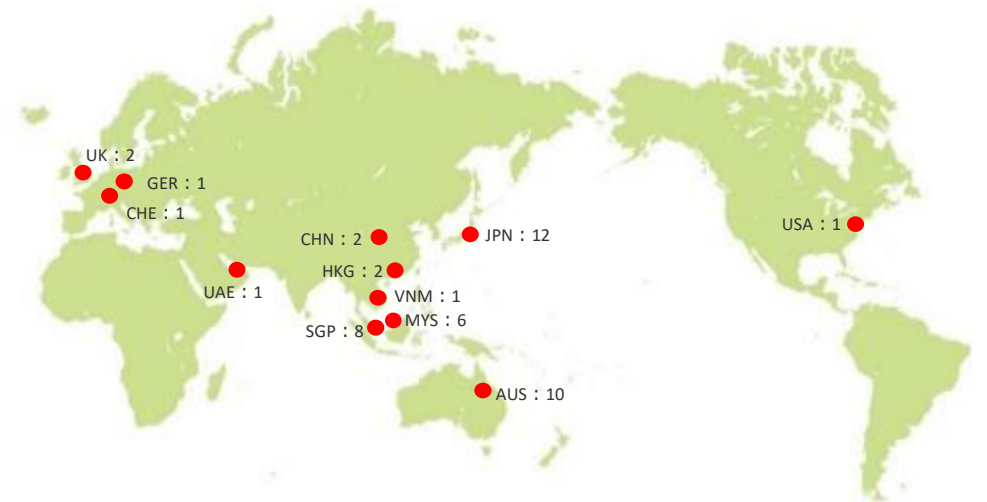 UK：2
GER：1
CHE：1
USA：1
CHN：2
JPN：12
HKG：2
UAE：1
VNM：1
SGP：8
MYS：6
AUS：10